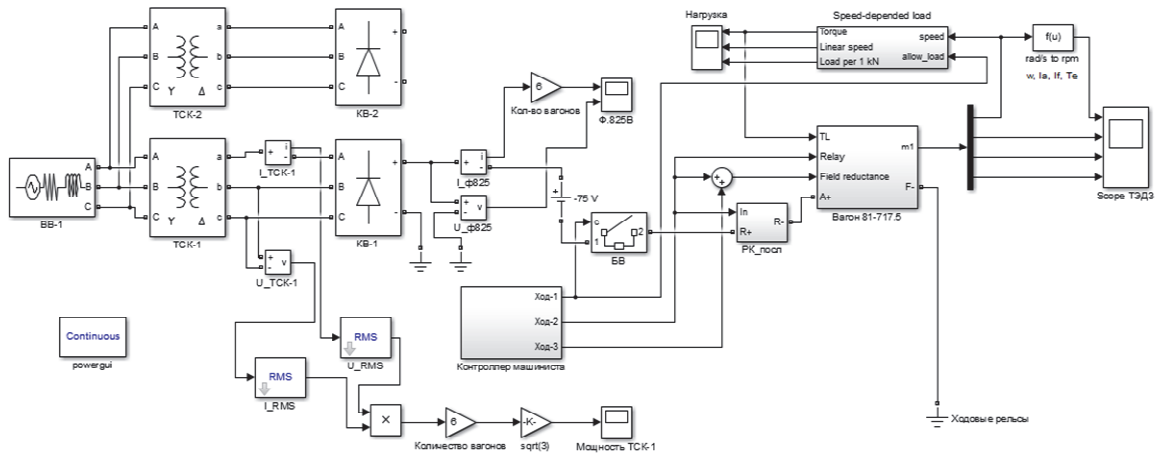 A
B
C
Y
Δ
a
b
c
ТСК-2
A
B
C
+
-
КВ-2
A
B
C
ВВ-1
A
B
C
Y
Δ
a
b
c
ТСК-1
i
+
-
I_ТСК-1
A
B
C
+
-
КВ-1
v
+
-
U_ТСК-1
i
+
-
I_ф825
v
+
-
U_ф825
6
Кол-во вагонов
Ф.825В
-75 V
c
1
2
БВ
Нагрузка
Speed-depended load
Torque
Linear speed
Load per 1 kN
speed
allow_load
f(u)
rad/s to rpm
w, Ia, If, Te
Scope ТЭД3
TL
Relay
Field reductance
A+
m1
F-
Вагон 81-717.5
+
+
In
R+
R-
РК_посл
Ход-1
Ход-2
Ход-3
Контроллер машиниста
Continuous
powergui
RMS
U_RMS
RMS
I_RMS
×
6
Количество вагонов
-K-
sqrt(3)
Мощность ТСК-1
Ходовые рельсы